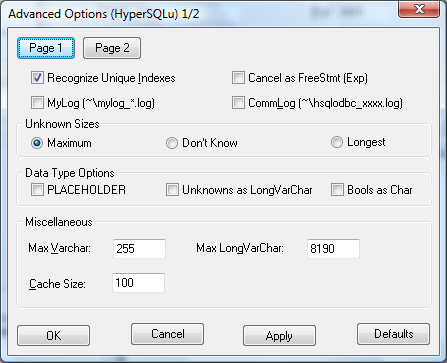 Advanced Options (HyperSQLu) 1/2
Page 1 Page 2
Recognize Unique Indexes Cancel as FreeStmt (Exp)
MyLog (~\mylog_*.log) CommLog (~\hsqlodbc_xxxx.log)
Unknown Sizes
Maximum Don't Know Longest
Data Type Options
PLACEHOLDER Unknowns as LongVarChar Bools as Char
Miscellaneous
Max Varchar: 255 Max LongVarChar: 8190
Cache Size: 100
OK Cancel Apply Defaults